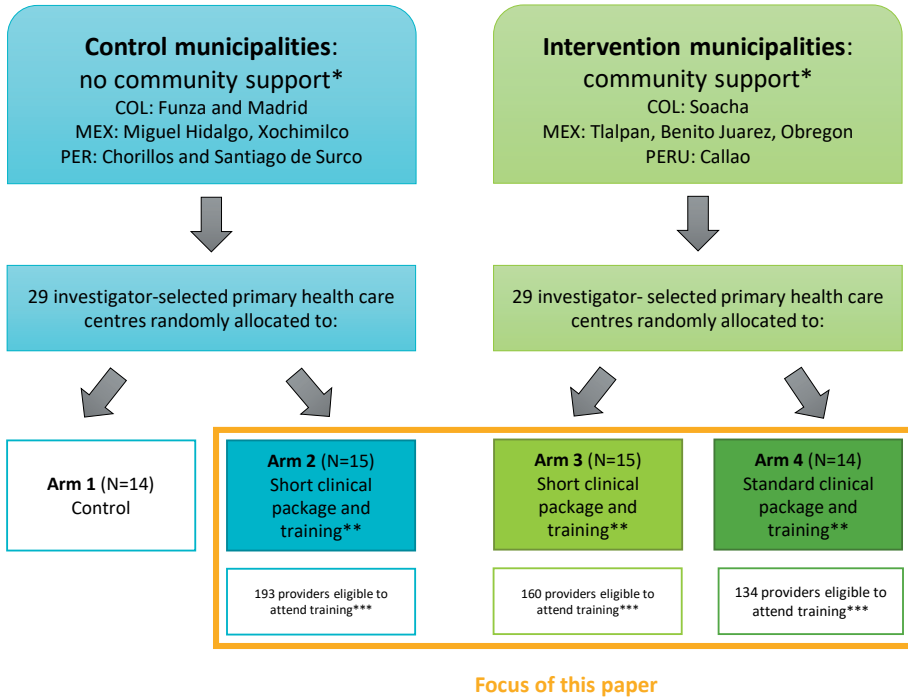 Control municipalities:
no community support*
COL: Funza and Madrid
MEX: Miguel Hidalgo, Xochimilco
PER: Chorillos and Santiago de Surco
Intervention municipalities:
community support*
COL: Soacha
MEX: Tlalpan, Benito Juarez, Obregon
PERU: Callao
29 investigator-selected primary health care
centres randomly allocated to:
29 investigator- selected primary health care
centres randomly allocated to:
Arm 1 (N=14)
Control
Arm 2 (N=15)
Short clinical
package and
training**
Arm 3 (N=15)
Short clinical
package and
training**
Arm 4 (N=14)
Standard clinical
package and
training**
193 providers eligible to
attend training***
160 providers eligible to
attend training***
134 providers eligible to
attend training***
Focus of this paper